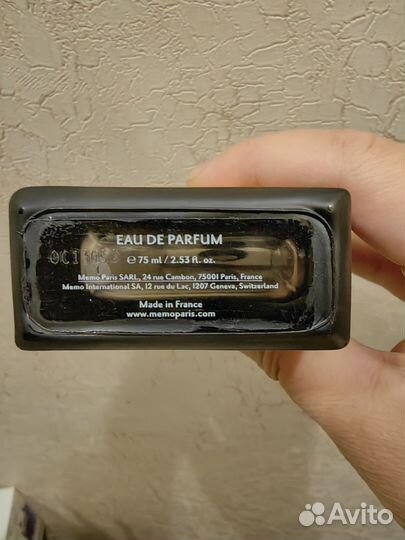 EAU DE PARFUM
℮ 75 ml / 2.53 fl. oz.
Memo Paris SARL, 24 rue Cambon, 75001 Paris, France
Memo International SA, 12 rue du Lac, 1207 Geneva, Switzerland
Made in France
www.memoparis.com
Avito